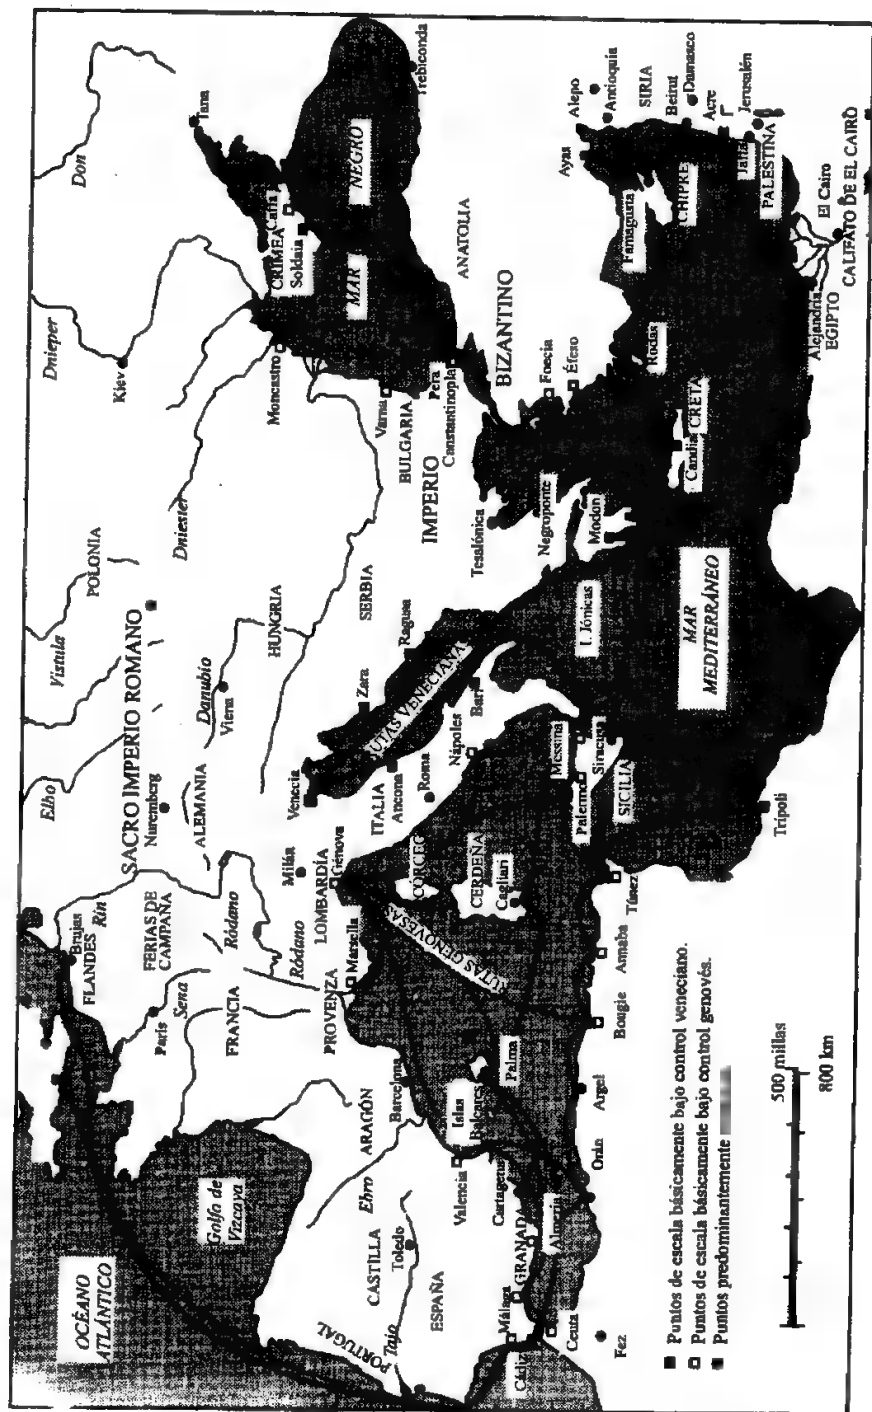 OCÉANO
ATLÁNTICO
Golfo de
Vizcaya
PORTUGAL
Tajo
CASTILLA
Toledo
ESPAÑA
Ebro
ARAGÓN
Barcelona
Valencia
Cartagena
GRANADA
Málaga
Cádiz
Almería
Ceuta
Fez
Orán
Argel
Islas
Baleares
Palma
Bougie
Annaba
Túnez
Trípoli
FLANDES
Brujas
Rin
París
Sena
FERIAS DE
CAMPAÑA
FRANCIA
Ródano
Ródano
PROVENZA
Marsella
LOMBARDÍA
Milán
Génova
RUTAS GENOVESAS
CERDEÑA
Cagliari
Elbo
SACRO IMPERIO ROMANO
Nuremberg
ALEMANIA
Danubio
Viena
Vístula
POLONIA
HUNGRIA
Venecia
ITALIA
Ancona
Roma
Nápoles
Bari
Zara
Ragusa
SERBIA
RUTAS VENECIANAS
Messina
Palermo
Siracusa
SICILIA
I. Jónicas
MAR
MEDITERRÁNEO
Dnieper
Kiev
Don
Dniester
Moncastro
Tana
CRIMEA
Caffa
Soldaia
MAR
NEGRO
Trebiconda
Varna
BULGARIA
Pera
Constantinopla
IMPERIO
BIZANTINO
ANATOLIA
Tesalónica
Negroponte
Modon
Foecia
Éfeso
Rodas
Candia
CRETA
Famagusta
CHIPRE
Ayas
Alepo
Antioquía
SIRIA
Beirut
Damasco
Acre
Jaffa
Jerusalén
PALESTINA
El Cairo
CALIFATO DE EL CAIRO
Alejandría
EGIPTO
Puntos de escala básicamente bajo control veneciano.
Puntos de escala básicamente bajo control genovés.
Puntos predominantemente
500 millas
800 km